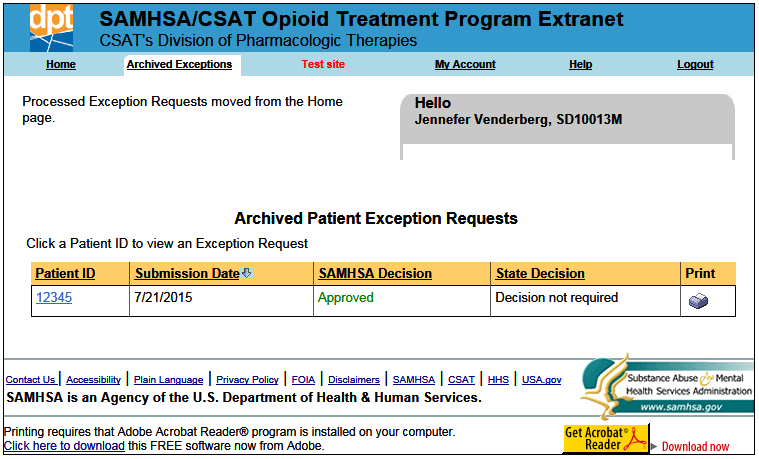 dpt
SAMHSA/CSAT Opioid Treatment Program Extranet
CSAT's Division of Pharmacologic Therapies
Home Archived Exceptions Test site My Account Help Logout
Processed Exception Requests moved from the Home
page.
Hello
Jennefer Venderberg, SD10013M
Archived Patient Exception Requests
Click a Patient ID to view an Exception Request
Patient ID Submission Date SAMHSA Decision State Decision Print
12345 7/21/2015 Approved Decision not required
Contact Us | Accessibility | Plain Language | Privacy Policy | FOIA | Disclaimers | SAMHSA | CSAT | HHS | USA.gov
SAMHSA is an Agency of the U.S. Department of Health & Human Services.
Substance Abuse & Mental
Health Services Administration
www.samhsa.gov
Printing requires that Adobe Acrobat Reader® program is installed on your computer.
Click here to download this FREE software now from Adobe.
Get Acrobat®
Reader
Download now